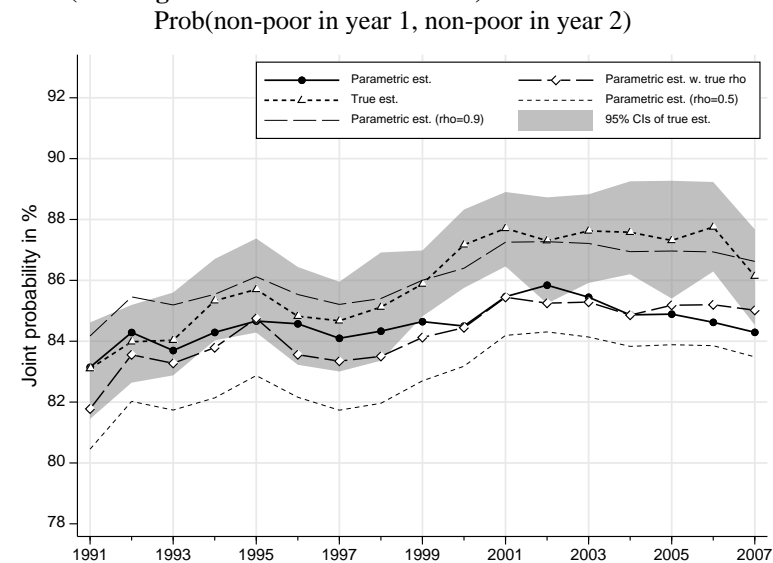 Prob(non-poor in year 1, non-poor in year 2)
Parametric est.
True est.
Parametric est. (rho=0.9)
Parametric est. w. true rho
Parametric est. (rho=0.5)
95% CIs of true est.
Joint probability in %
92
90
88
86
84
82
80
78
1991 1993 1995 1997 1999 2001 2003 2005 2007